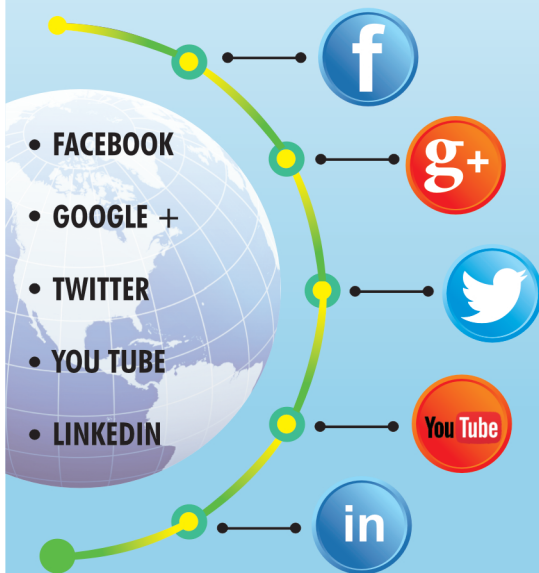 • FACEBOOK
• GOOGLE +
• TWITTER
• YOU TUBE
• LINKEDIN
f
g+
You Tube
in